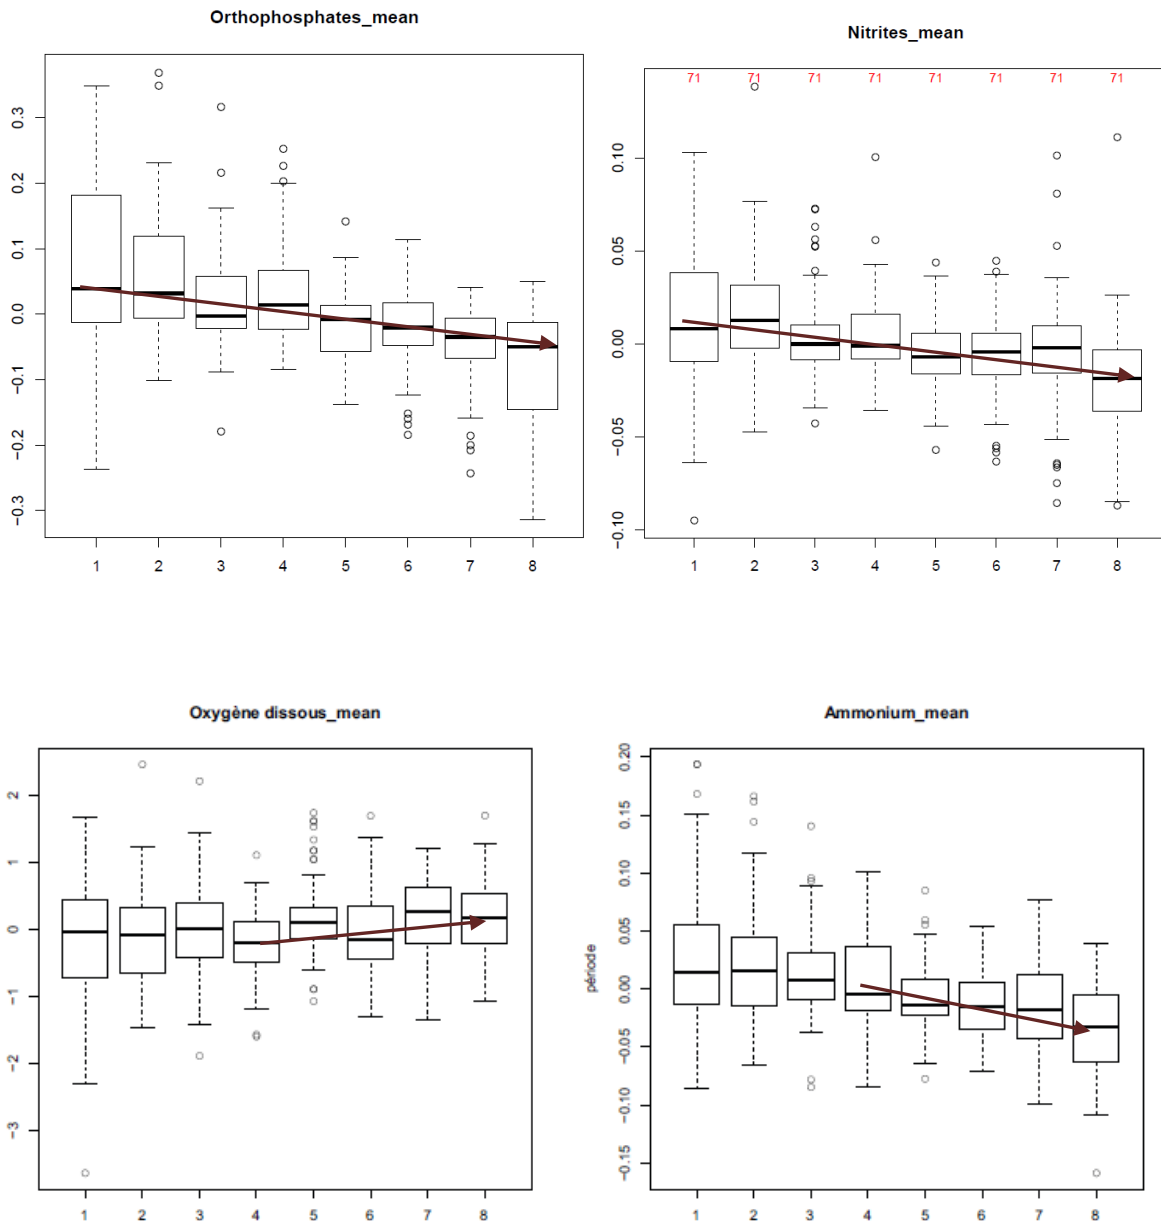 Orthophosphates_mean
0.3
0.2
0.1
0.0
−0.1
−0.2
−0.3
1 2 3 4 5 6 7 8
Nitrites_mean
71 71 71 71 71 71 71 71
0.10
0.05
0.00
−0.05
−0.10
1 2 3 4 5 6 7 8
Oxygène dissous_mean
2
1
0
−1
−2
−3
1 2 3 4 5 6 7 8
Ammonium_mean
période
0.20
0.15
0.10
0.05
0.00
−0.05
−0.10
−0.15
1 2 3 4 5 6 7 8